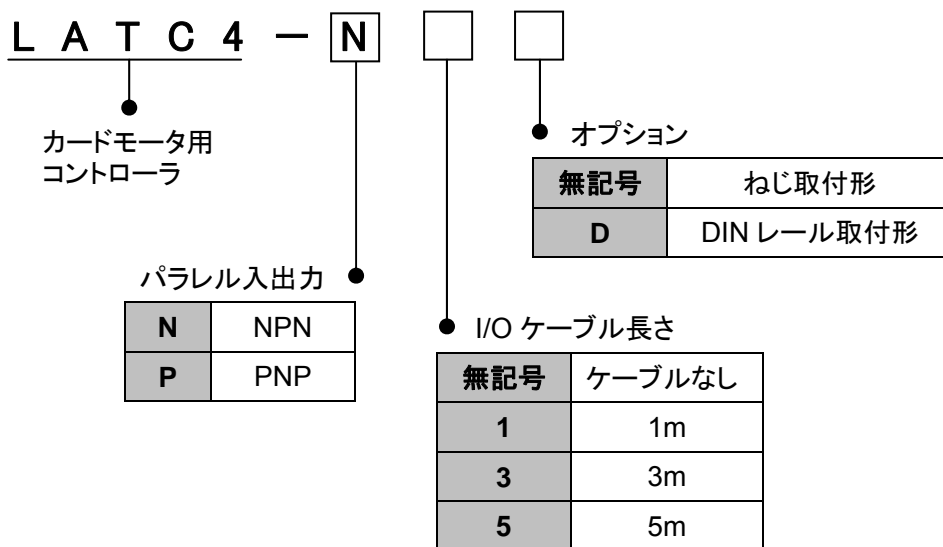 LATC4－N
カードモータ用
コントローラ
オプション
無記号 ねじ取付形
D DIN レール取付形
パラレル入出力
N NPN
P PNP
I/O ケーブル長さ
無記号 ケーブルなし
1 1m
3 3m
5 5m